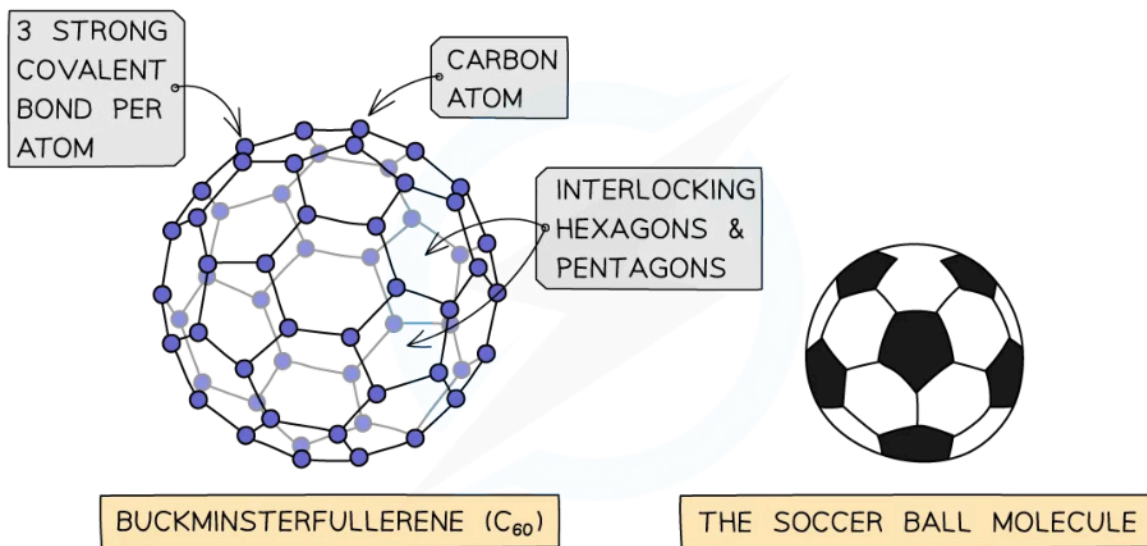 3 STRONG
COVALENT
BOND PER
ATOM
CARBON
ATOM
INTERLOCKING
HEXAGONS &
PENTAGONS
BUCKMINSTERFULLERENE (C₆₀)
THE SOCCER BALL MOLECULE